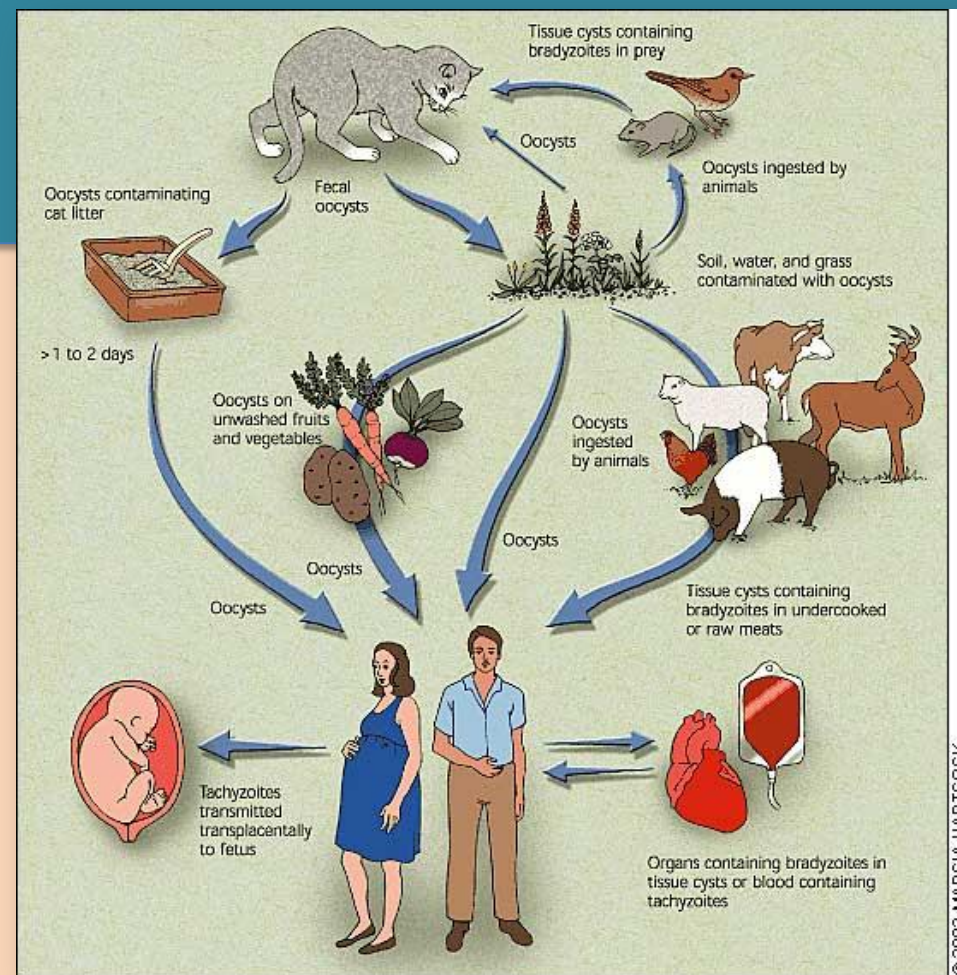 Tissue cysts containing
bradyzoites in prey
Oocysts
Oocysts ingested by
animals
Oocysts contaminating
cat litter
Fecal
oocysts
Soil, water, and grass
contaminated with oocysts
>1 to 2 days
Oocysts on
unwashed fruits
and vegetables
Oocysts
ingested
by animals
Oocysts
Oocysts
Oocysts
Tissue cysts containing
bradyzoites in undercooked
or raw meats
Tachyzoites
transmitted
transplacentally
to fetus
Organs containing bradyzoites in
tissue cysts or blood containing
tachyzoites
MARCIA HARTSOCK